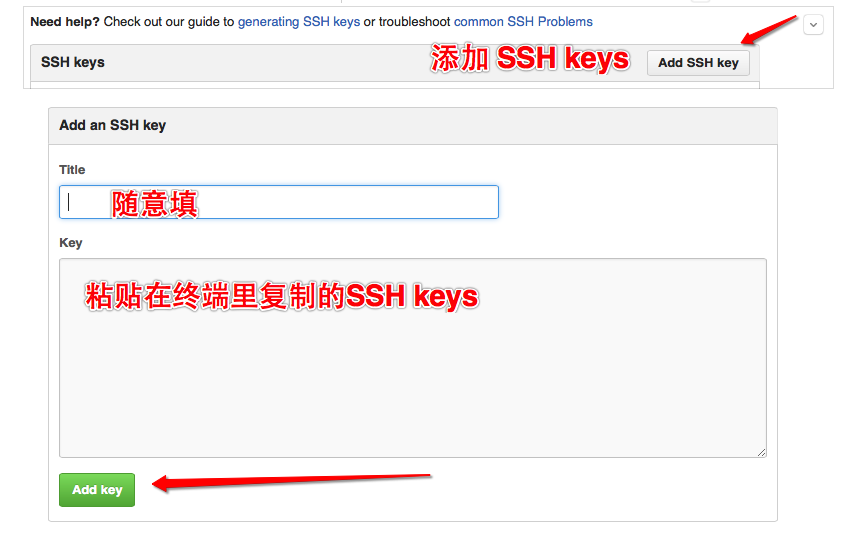 Need help? Check out our guide to generating SSH keys or troubleshoot common SSH Problems
SSH keys
添加 SSH keys
Add SSH key
Add an SSH key
Title
随意填
Key
粘贴在终端里复制的SSH keys
Add key